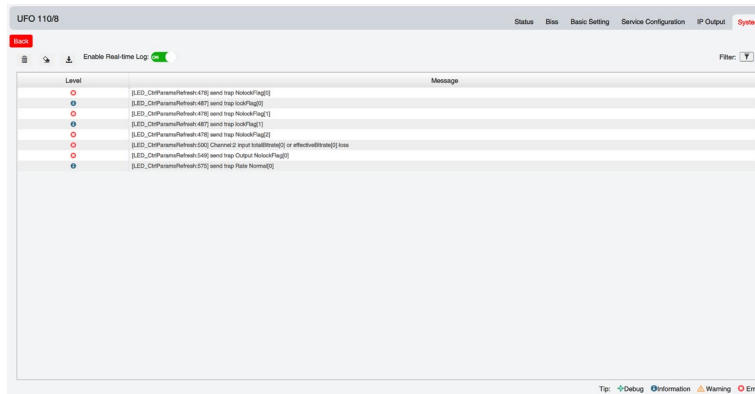 UFO 110/8
Status Biss Basic Setting Service Configuration IP Output Syste
Back
Enable Real-time Log: ON Filter:
Level Message
[LED_CtrlParamsRefresh:478] send trap NolockFlag[0]
[LED_CtrlParamsRefresh:487] send trap lockFlag[0]
[LED_CtrlParamsRefresh:478] send trap NolockFlag[1]
[LED_CtrlParamsRefresh:487] send trap lockFlag[1]
[LED_CtrlParamsRefresh:478] send trap NolockFlag[2]
[LED_CtrlParamsRefresh:500] Channel:2 input totalBitrate[0] or effectiveBitrate[0] loss
[LED_CtrlParamsRefresh:549] send trap Output NolockFlag[0]
[LED_CtrlParamsRefresh:575] send trap Rate Normal[0]
Tip: Debug Information Warning Err